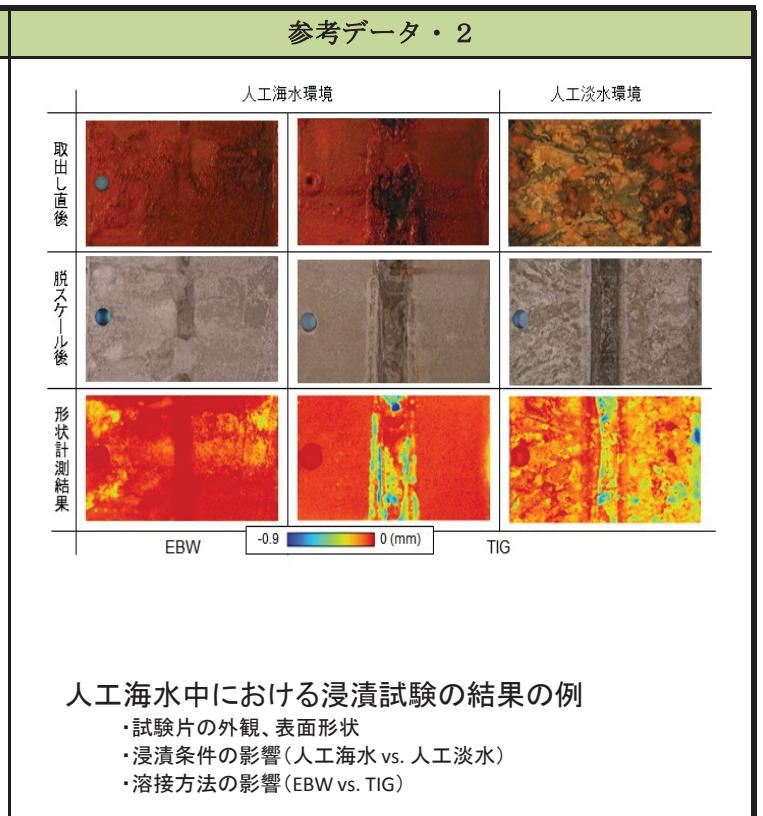 参考データ・２
人工海水環境
人工淡水環境
取出し直後
脱スケール後
形状計測結果
EBW
-0.9
0 (mm)
TIG
人工海水中における浸漬試験の結果の例
・試験片の外観、表面形状
・浸漬条件の影響（人工海水 vs. 人工淡水）
・溶接方法の影響（EBW vs. TIG）